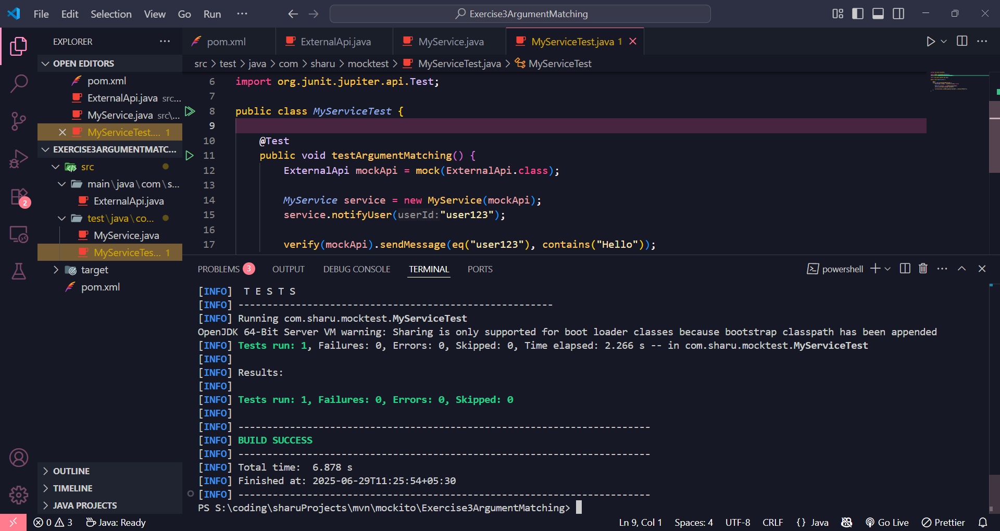 File Edit Selection View Go Run ··· Exercise3ArgumentMatching
EXPLORER ···
OPEN EDITORS
pom.xml
ExternalApi.java src...
MyService.java src\...
MyServiceTest.... 1
EXERCISE3ARGUMENTMATC...
src
main\java\com\s...
ExternalApi.java
test\java\co...
MyService.java
MyServiceTes... 1
target
pom.xml
OUTLINE
TIMELINE
JAVA PROJECTS
2
pom.xml ExternalApi.java MyService.java MyServiceTest.java 1
src > test > java > com > sharu > mocktest > MyServiceTest.java > MyServiceTest
6 import org.junit.jupiter.api.Test;
7
8 public class MyServiceTest {
9
10 @Test
11 public void testArgumentMatching() {
12 ExternalApi mockApi = mock(ExternalApi.class);
13
14 MyService service = new MyService(mockApi);
15 service.notifyUser(userId:"user123");
16
17 verify(mockApi).sendMessage(eq("user123"), contains("Hello"));
PROBLEMS 3 OUTPUT DEBUG CONSOLE TERMINAL PORTS powershell
[INFO]  T E S T S
[INFO] -------------------------------------------------------
[INFO] Running com.sharu.mocktest.MyServiceTest
OpenJDK 64-Bit Server VM warning: Sharing is only supported for boot loader classes because bootstrap classpath has been appended
[INFO] Tests run: 1, Failures: 0, Errors: 0, Skipped: 0, Time elapsed: 2.266 s -- in com.sharu.mocktest.MyServiceTest
[INFO]
[INFO] Results:
[INFO]
[INFO] Tests run: 1, Failures: 0, Errors: 0, Skipped: 0
[INFO]
[INFO] ------------------------------------------------------------------------
[INFO] BUILD SUCCESS
[INFO] ------------------------------------------------------------------------
[INFO] Total time:  6.878 s
[INFO] Finished at: 2025-06-29T11:25:54+05:30
[INFO] ------------------------------------------------------------------------
PS S:\coding\sharuProjects\mvn\mockito\Exercise3ArgumentMatching>
0 3 Java: Ready Ln 9, Col 1 Spaces: 4 UTF-8 CRLF {} Java Go Live Prettier